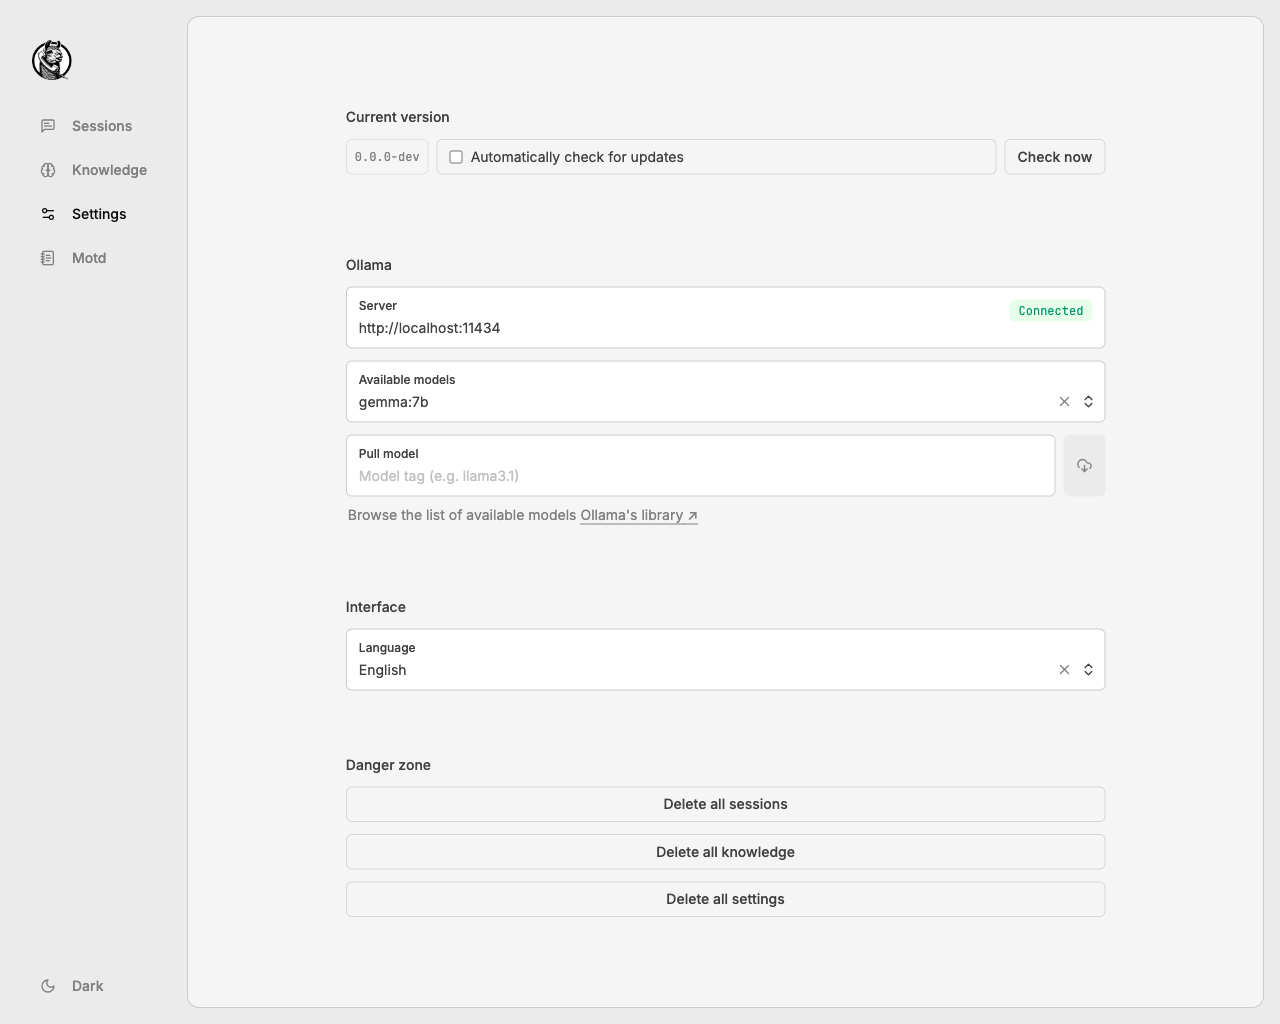 Sessions
Knowledge
Settings
Motd
Dark
Current version
0.0.0-dev
Automatically check for updates
Check now
Ollama
Server
http://localhost:11434
Connected
Available models
gemma:7b
Pull model
Model tag (e.g. llama3.1)
Browse the list of available models Ollama's library ↗
Interface
Language
English
Danger zone
Delete all sessions
Delete all knowledge
Delete all settings